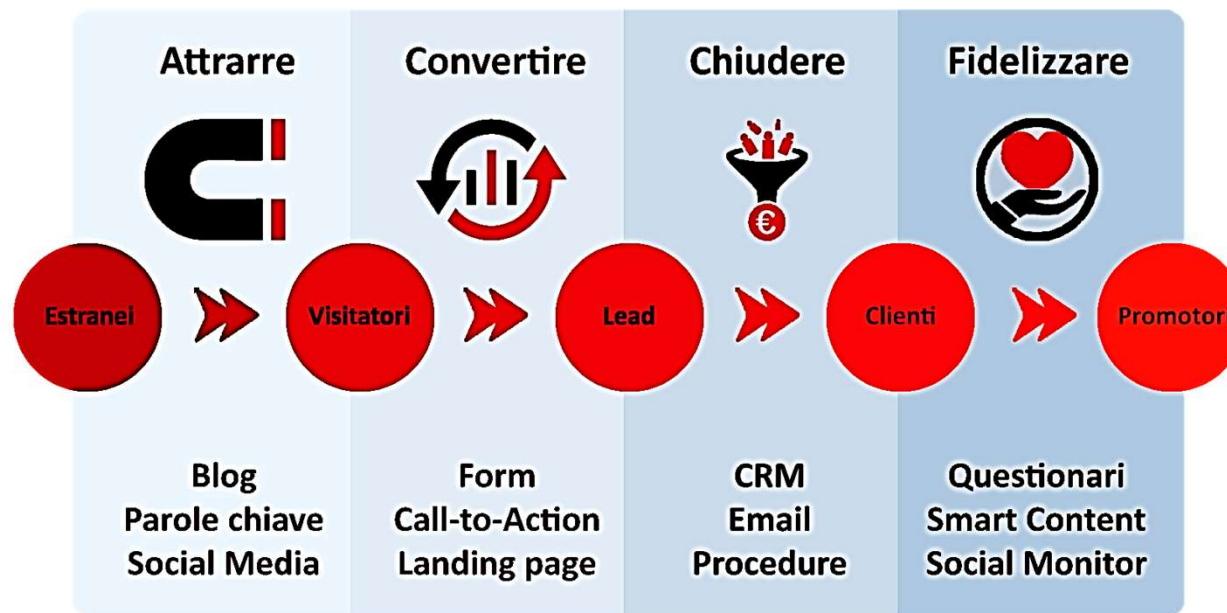 Attrarre
Convertire
Chiudere
Fidelizzare
€
Estranei
Visitatori
Lead
Clienti
Promotori
Blog
Parole chiave
Social Media
Form
Call-to-Action
Landing page
CRM
Email
Procedure
Questionari
Smart Content
Social Monitor